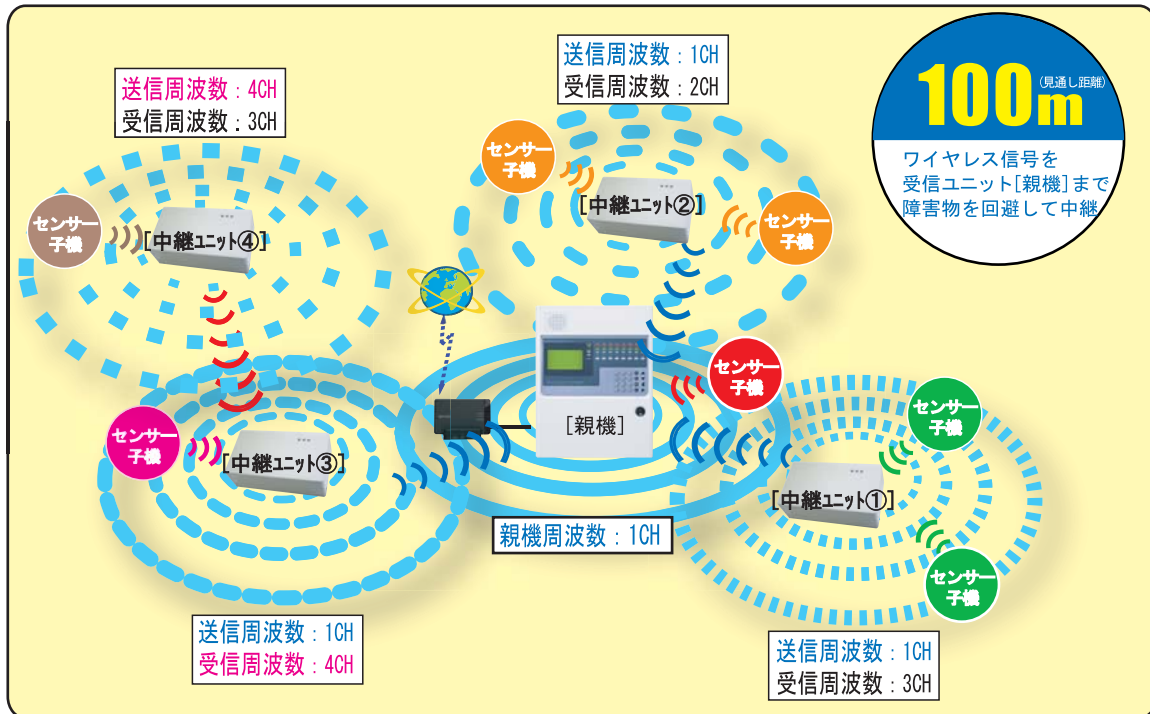 送信周波数：4CH
受信周波数：3CH
送信周波数：1CH
受信周波数：2CH
100m
(見通し距離)
ワイヤレス信号を
受信ユニット[親機]まで
障害物を回避して中継
センサー
子機
[中継ユニット④]
センサー
子機
[中継ユニット②]
センサー
子機
センサー
子機
[親機]
センサー
子機
[中継ユニット③]
センサー
子機
[中継ユニット①]
センサー
子機
親機周波数：1CH
送信周波数：1CH
受信周波数：4CH
送信周波数：1CH
受信周波数：3CH